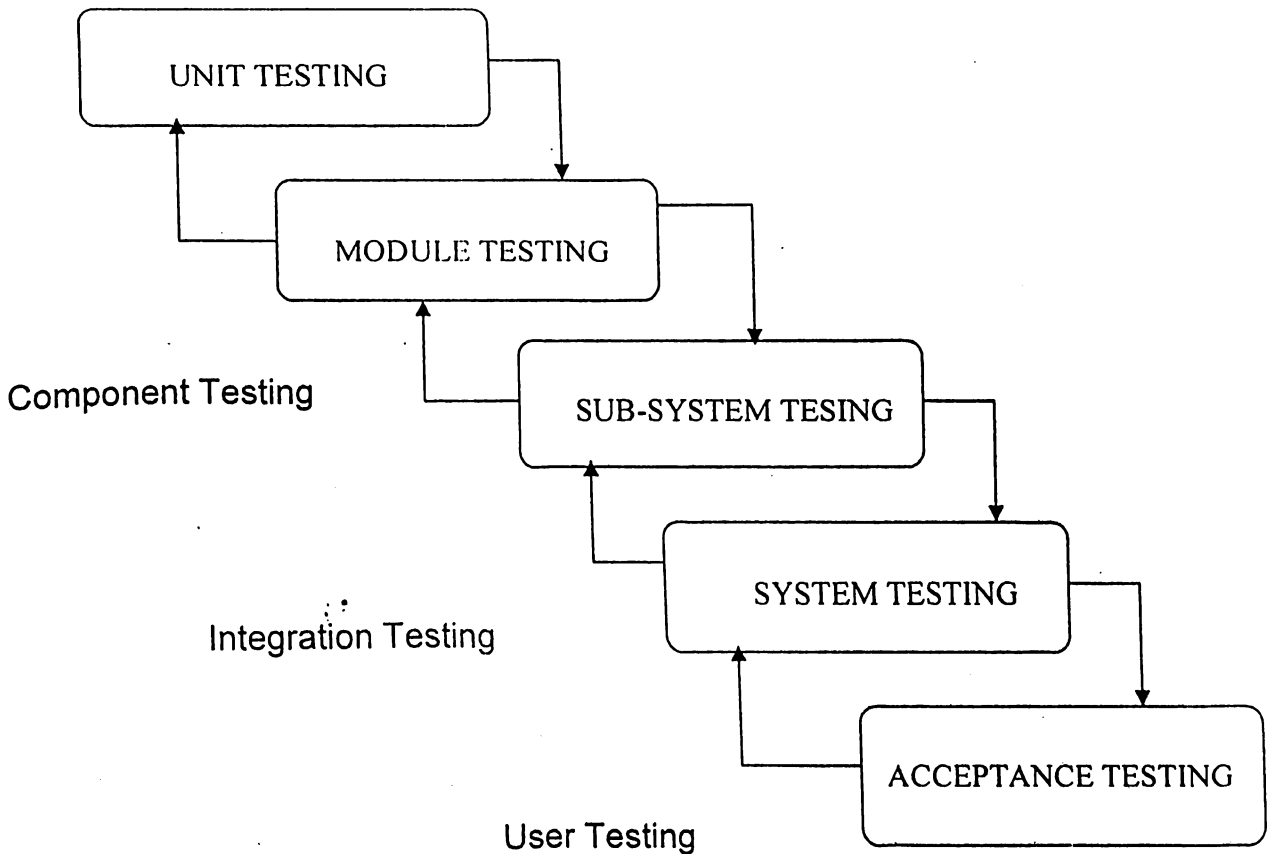 UNIT TESTING
MODULE TESTING
Component Testing
SUB-SYSTEM TESING
SYSTEM TESTING
Integration Testing
ACCEPTANCE TESTING
User Testing